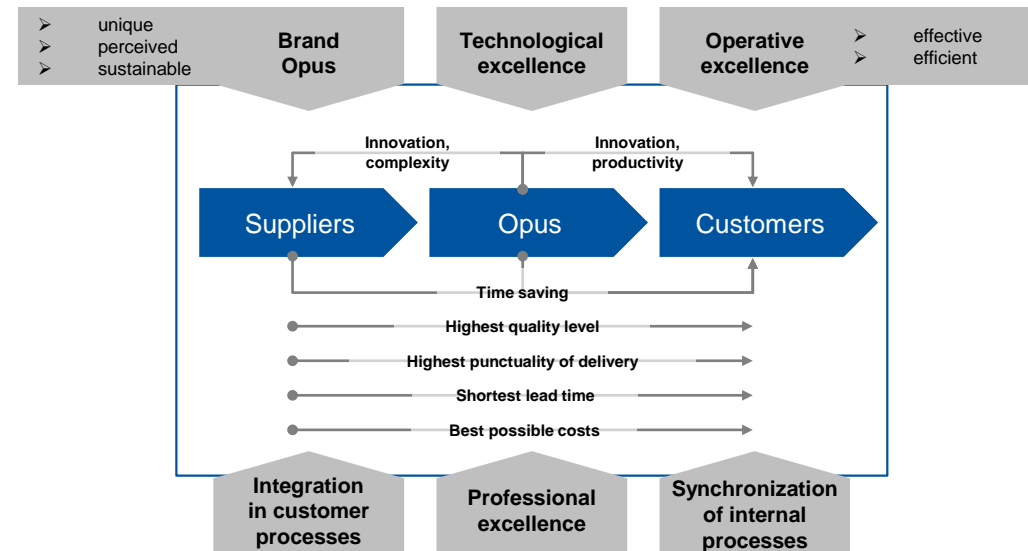 ➢ unique
➢ perceived
➢ sustainable
Brand
Opus
Technological
excellence
Operative
excellence
➢ effective
➢ efficient
Innovation,
complexity
Innovation,
productivity
Suppliers
Opus
Customers
Time saving
Highest quality level
Highest punctuality of delivery
Shortest lead time
Best possible costs
Integration
in customer
processes
Professional
excellence
Synchronization
of internal
processes